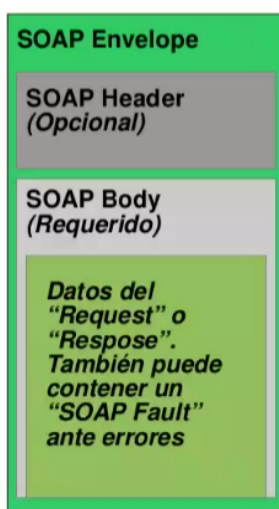 SOAP Envelope
SOAP Header
(Opcional)
SOAP Body
(Requerido)
Datos del
“Request” o
“Respose”.
También puede
contener un
“SOAP Fault”
ante errores